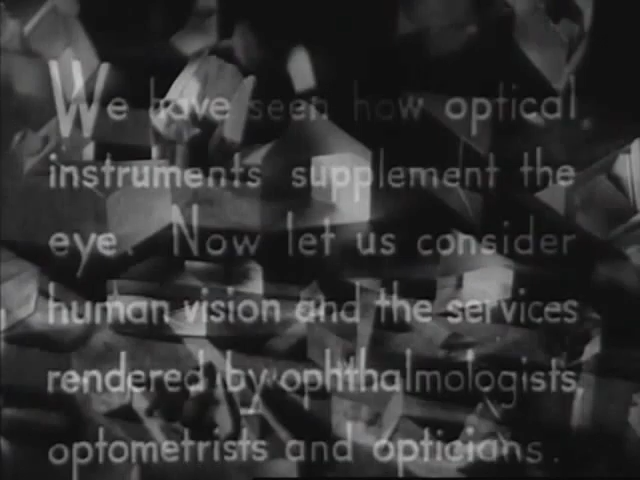 We have seen how optical
instruments supplement the
eye. Now let us consider
human vision and the services
rendered by ophthalmologists,
optometrists and opticians.